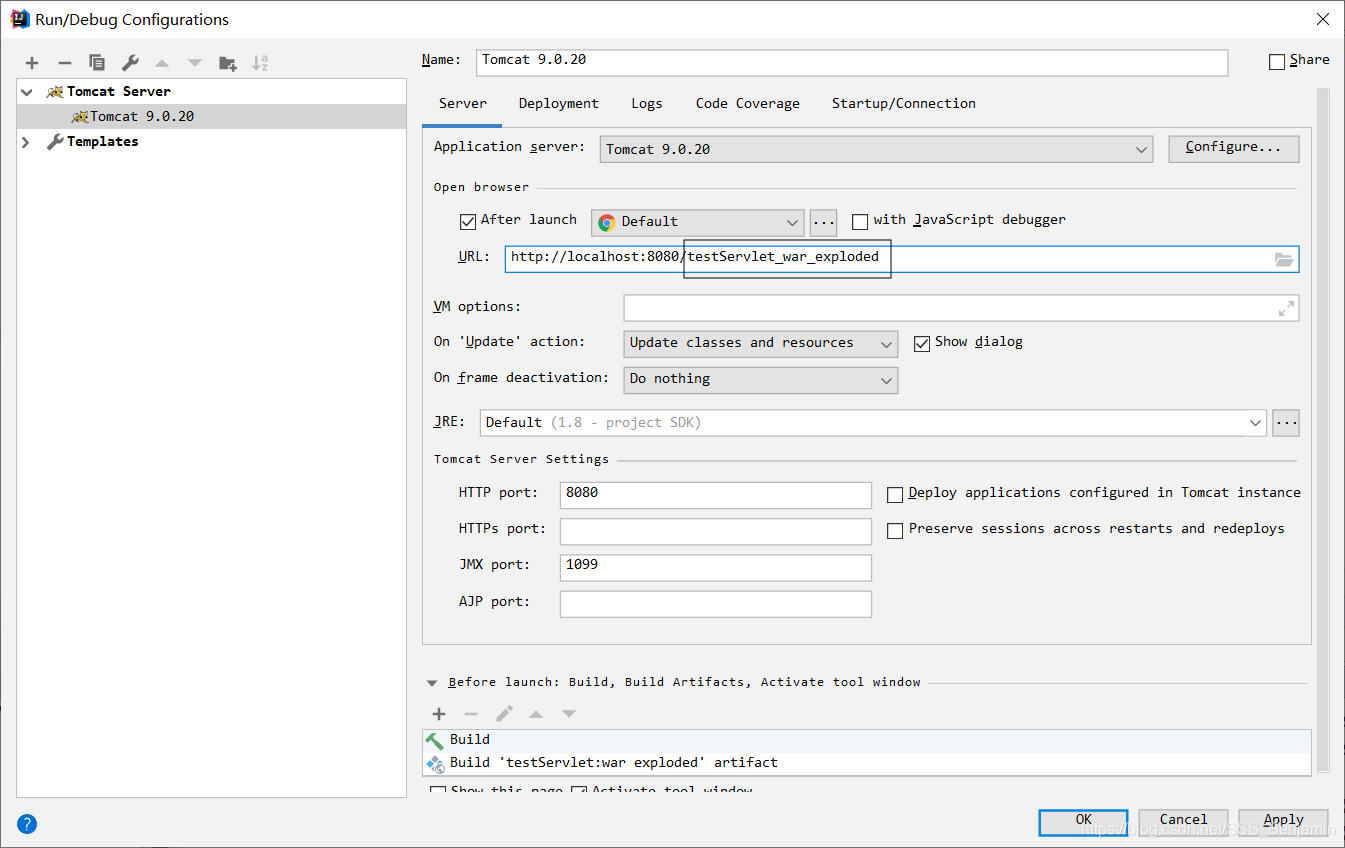 Run/Debug Configurations
Name: Tomcat 9.0.20 Share
Tomcat Server
Tomcat 9.0.20
Templates
Server Deployment Logs Code Coverage Startup/Connection
Application server: Tomcat 9.0.20 Configure...
Open browser
After launch Default ... with JavaScript debugger
URL: http://localhost:8080/testServlet_war_exploded
VM options:
On 'Update' action: Update classes and resources Show dialog
On frame deactivation: Do nothing
JRE: Default (1.8 - project SDK) ...
Tomcat Server Settings
HTTP port: 8080 Deploy applications configured in Tomcat instance
HTTPs port: Preserve sessions across restarts and redeploys
JMX port: 1099
AJP port:
Before launch: Build, Build Artifacts, Activate tool window
Build
Build 'testServlet:war exploded' artifact
Show this page Activate tool window
? OK Cancel Apply
https://blog.csdn.net/SSS_Benjamin